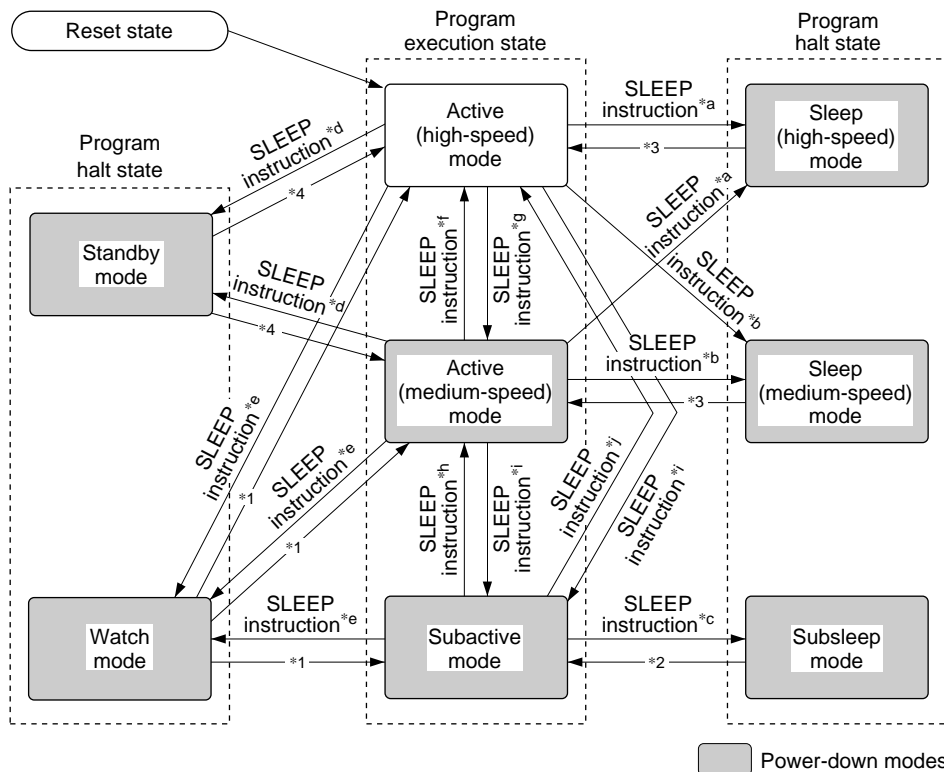 Reset state
Program
execution state
Program
halt state
Program
halt state
Active
(high-speed)
mode
SLEEP
instruction*a
*3
Sleep
(high-speed)
mode
SLEEP
instruction*d
*4
Standby
mode
SLEEP
instruction*d
*4
SLEEP
instruction*f
SLEEP
instruction*g
SLEEP
instruction*a
SLEEP
instruction*b
Active
(medium-speed)
mode
SLEEP
instruction*b
*3
Sleep
(medium-speed)
mode
SLEEP
instruction*e
*1
SLEEP
instruction*e
*1
SLEEP
instruction*h
SLEEP
instruction*i
SLEEP
instruction*j
SLEEP
instruction*i
Watch
mode
SLEEP
instruction*e
*1
Subactive
mode
SLEEP
instruction*c
*2
Subsleep
mode
Power-down modes